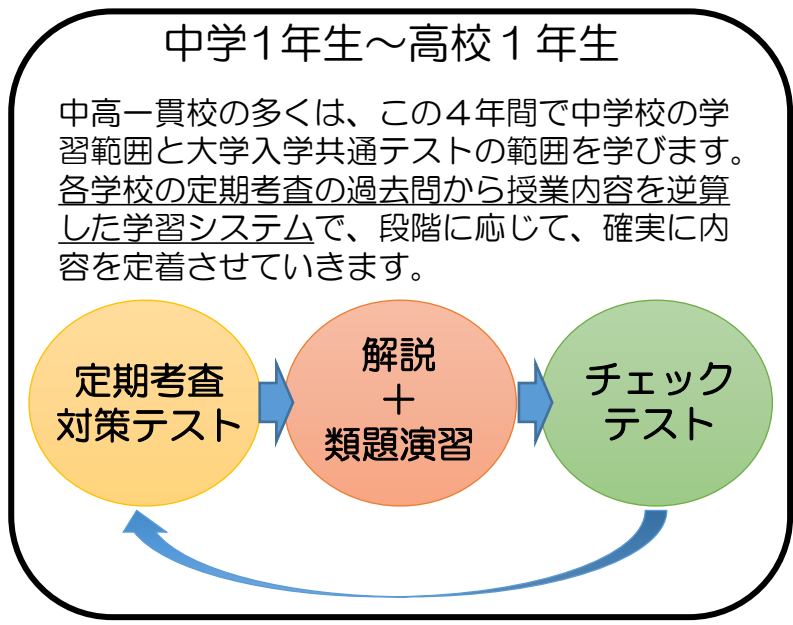 中学1年生～高校１年生
中高一貫校の多くは、この４年間で中学校の学
習範囲と大学入学共通テストの範囲を学びます。
各学校の定期考査の過去問から授業内容を逆算
した学習システムで、段階に応じて、確実に内
容を定着させていきます。
定期考査
対策テスト
解説
＋
類題演習
チェック
テスト